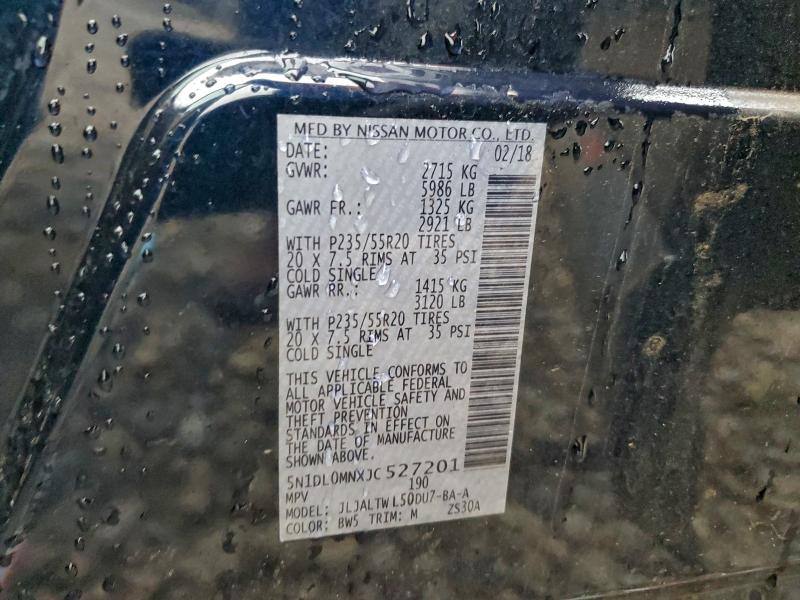 MFD BY NISSAN MOTOR CO., LTD.
DATE: 02/18
GVWR: 2715 KG
5986 LB
GAWR FR.: 1325 KG
2921 LB
WITH P235/55R20 TIRES
20 X 7.5 RIMS AT 35 PSI
COLD SINGLE
GAWR RR.: 1415 KG
3120 LB
WITH P235/55R20 TIRES
20 X 7.5 RIMS AT 35 PSI
COLD SINGLE
THIS VEHICLE CONFORMS TO
ALL APPLICABLE FEDERAL
MOTOR VEHICLE SAFETY AND
THEFT PREVENTION
STANDARDS IN EFFECT ON
THE DATE OF MANUFACTURE
SHOWN ABOVE.
5N1DL0MNXJC527201
MPV 190
MODEL: JLJALTWL50DU7-BA-A
COLOR: BW5 TRIM: M ZS30A